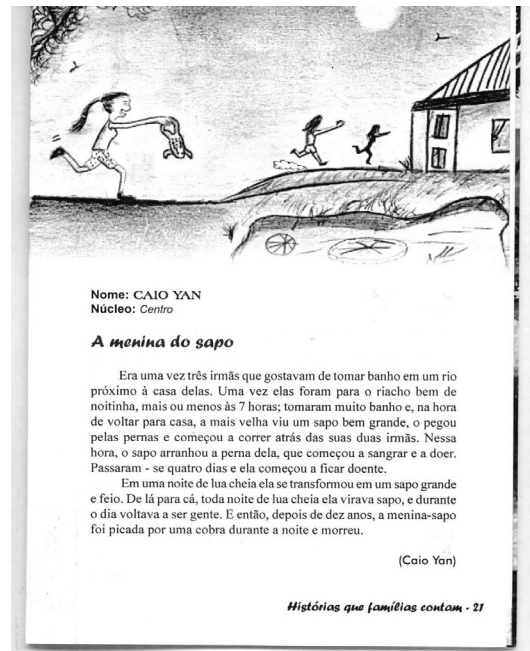 Nome: CAIO YAN
Núcleo: Centro
A menina do sapo
Era uma vez três irmãs que gostavam de tomar banho em um rio
próximo à casa delas. Uma vez elas foram para o riacho bem de
noitinha, mais ou menos às 7 horas; tomaram muito banho e, na hora
de voltar para casa, a mais velha viu um sapo bem grande, o pegou
pelas pernas e começou a correr atrás das suas duas irmãs. Nessa
hora, o sapo arranhou a perna dela, que começou a sangrar e a doer.
Passaram - se quatro dias e ela começou a ficar doente.
Em uma noite de lua cheia ela se transformou em um sapo grande
e feio. De lá para cá, toda noite de lua cheia ela virava sapo, e durante
o dia voltava a ser gente. E então, depois de dez anos, a menina-sapo
foi picada por uma cobra durante a noite e morreu.
(Caio Yan)
Histórias que famílias contam - 21